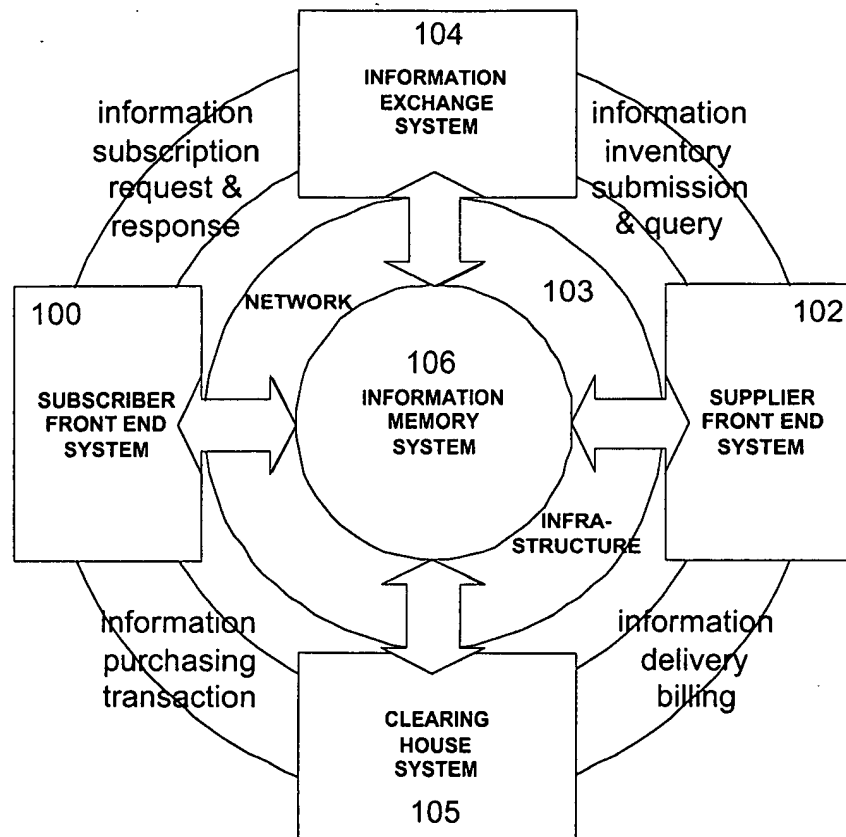 104
INFORMATION
EXCHANGE
SYSTEM
information
subscription
request &
response
information
inventory
submission
& query
100
SUBSCRIBER
FRONT END
SYSTEM
NETWORK
103
106
INFORMATION
MEMORY
SYSTEM
102
SUPPLIER
FRONT END
SYSTEM
INFRA-
STRUCTURE
information
purchasing
transaction
information
delivery
billing
CLEARING
HOUSE
SYSTEM
105